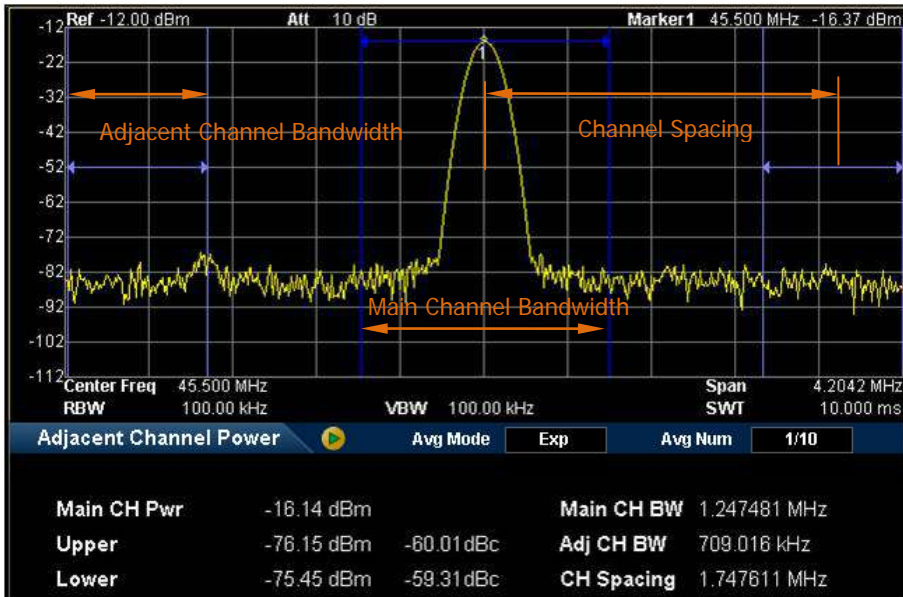 Ref -12.00 dBm Att 10 dB Marker1 45.500 MHz -16.37 dBm
-12
1
-22
-32
Adjacent Channel Bandwidth Channel Spacing
-42
-52
-62
-72
-82
-92
Main Channel Bandwidth
-102
-112
Center Freq 45.500 MHz Span 4.2042 MHz
RBW 100.00 kHz VBW 100.00 kHz SWT 10.000 ms
Adjacent Channel Power Avg Mode Exp Avg Num 1/10
Main CH Pwr -16.14 dBm Main CH BW 1.247481 MHz
Upper -76.15 dBm -60.01dBc Adj CH BW 709.016 kHz
Lower -75.45 dBm -59.31dBc CH Spacing 1.747611 MHz